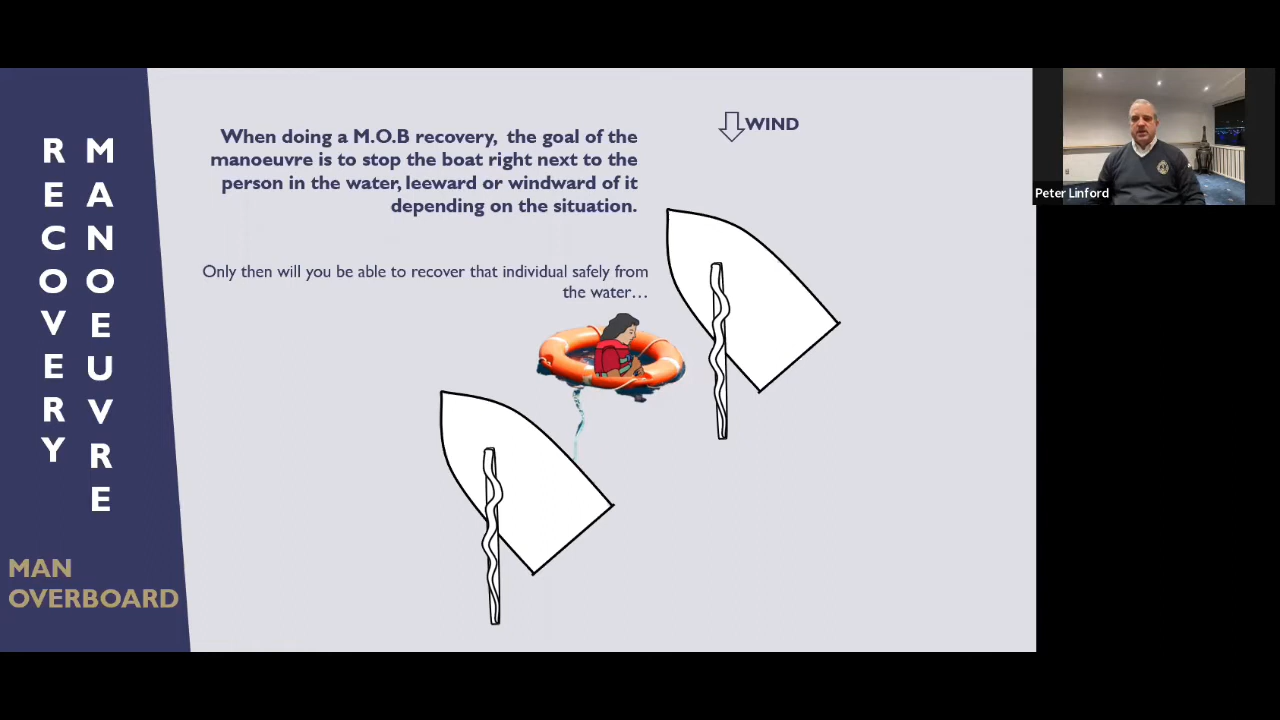 RECOVERY
MANOEUVRE
MAN
OVERBOARD
When doing a M.O.B recovery, the goal of the
manoeuvre is to stop the boat right next to the
person in the water, leeward or windward of it
depending on the situation.
Only then will you be able to recover that individual safely from
the water…
WIND
Peter Linford